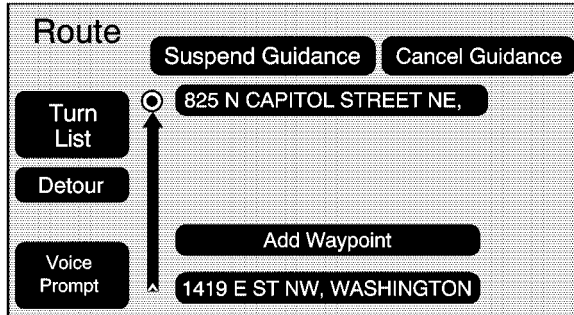 Route
Suspend Guidance
Cancel Guidance
Turn
List
825 N CAPITOL STREET NE,
Detour
Add Waypoint
Voice
Prompt
1419 E ST NW, WASHINGTON